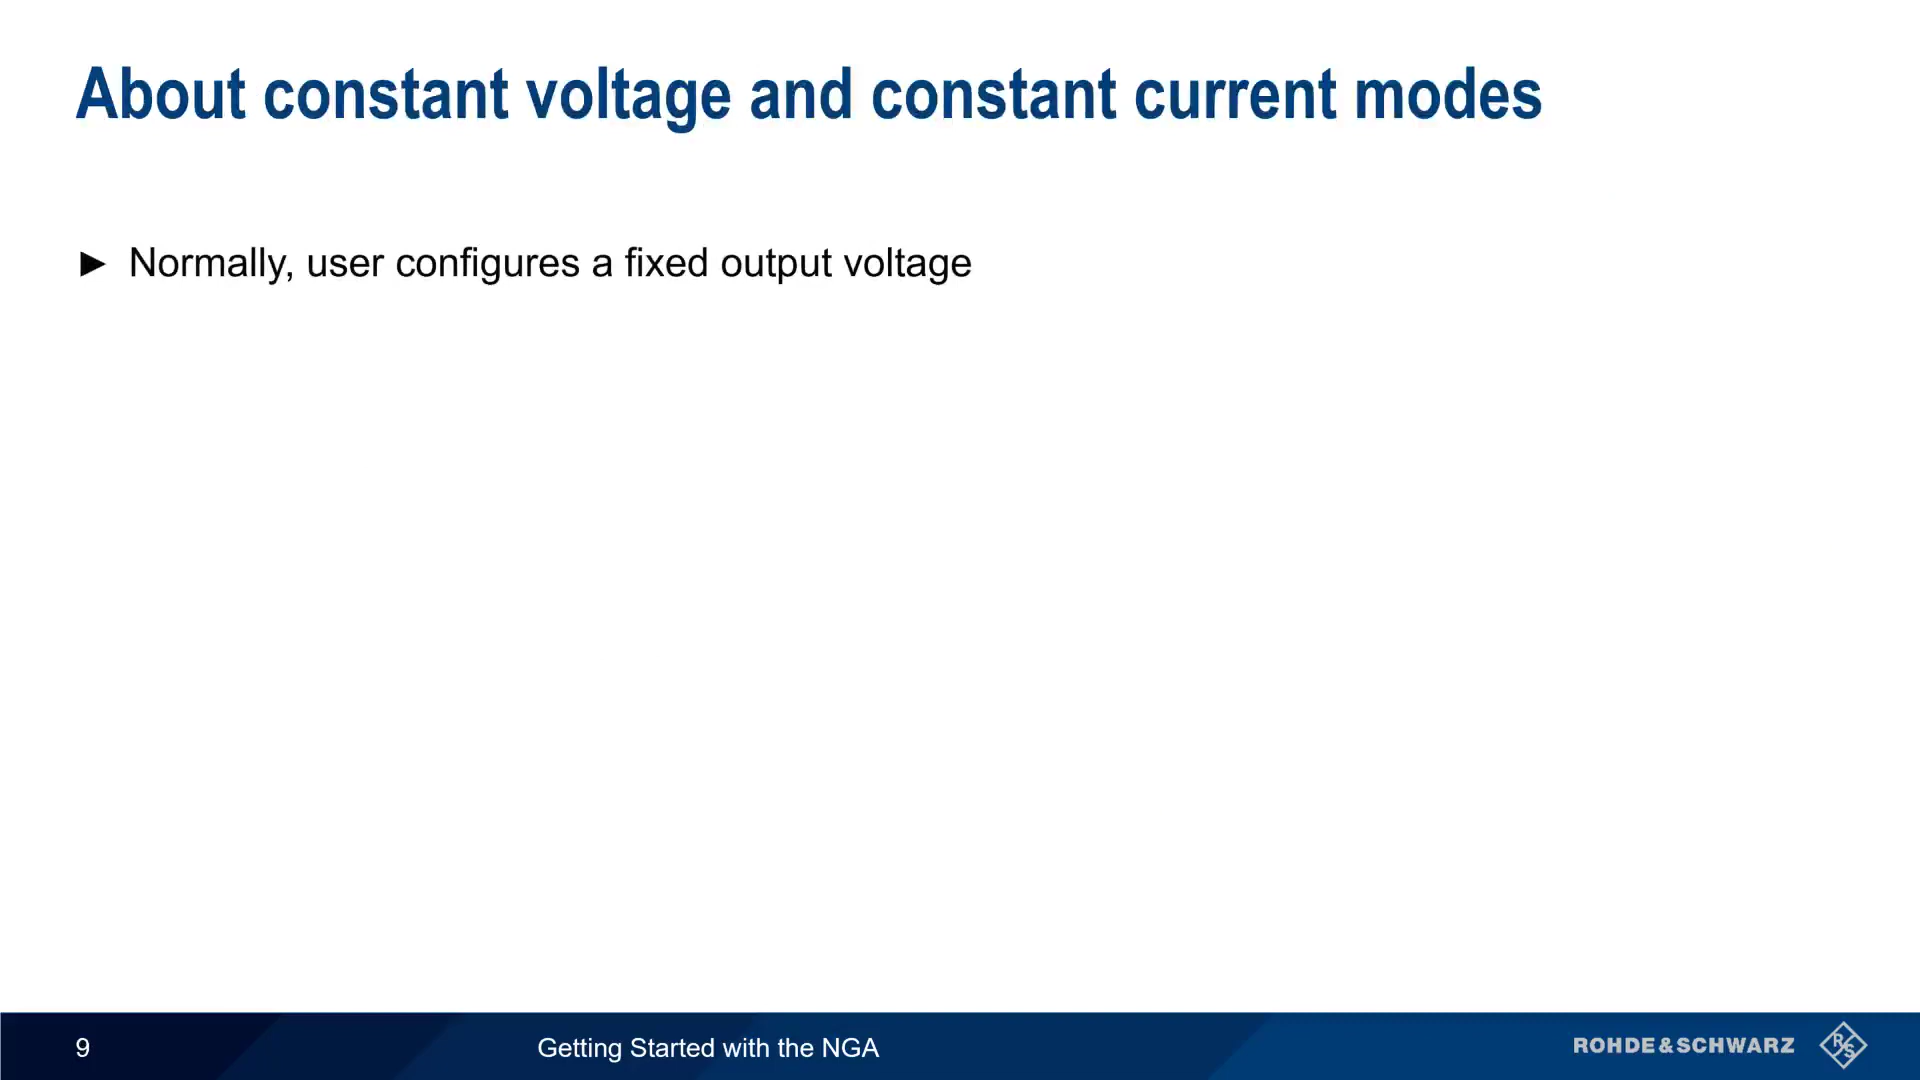 About constant voltage and constant current modes
► Normally, user configures a fixed output voltage
9
Getting Started with the NGA
ROHDE&SCHWARZ
R&S